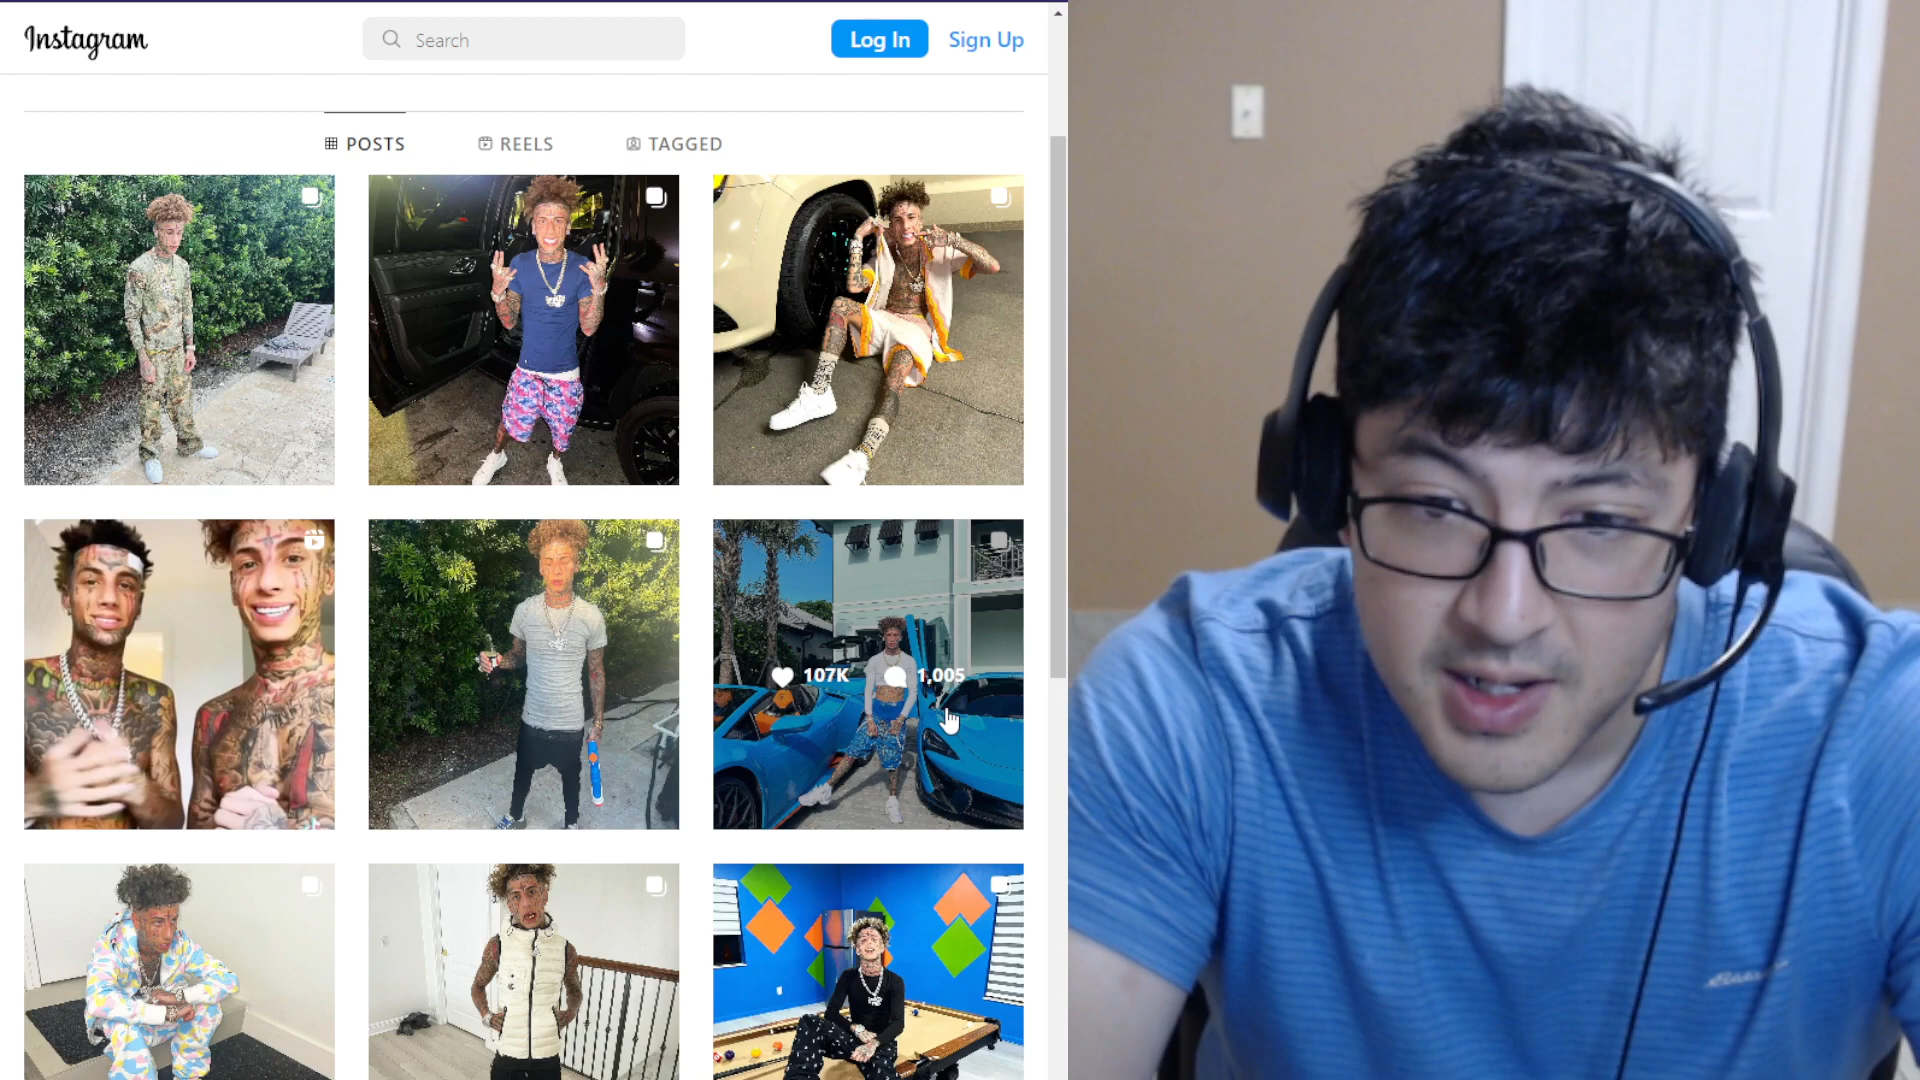 Instagram
Search
Log In
Sign Up
POSTS
REELS
TAGGED
107K
1,005